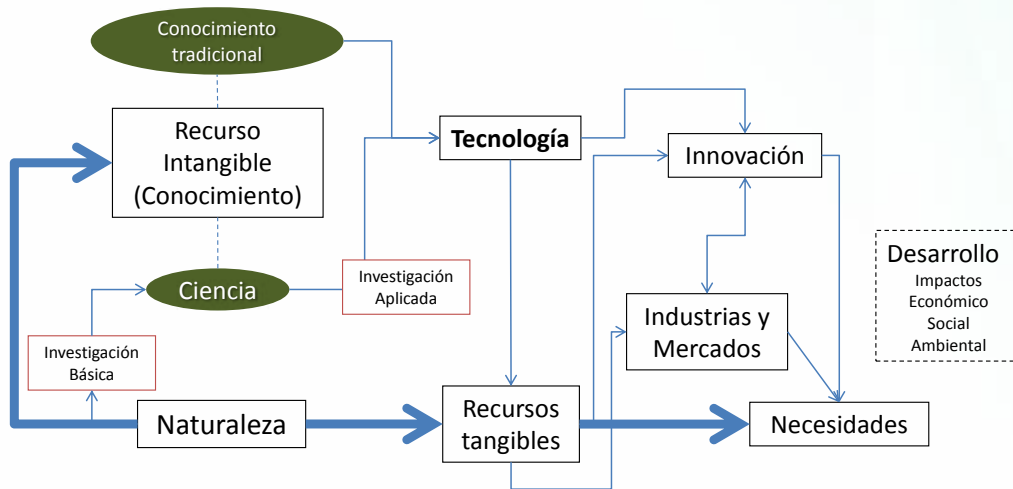 Conocimiento
tradicional
Recurso
Intangible
(Conocimiento)
Tecnología
Innovación
Ciencia
Investigación
Aplicada
Investigación
Básica
Industrias y
Mercados
Desarrollo
Impactos
Económico
Social
Ambiental
Naturaleza
Recursos
tangibles
Necesidades